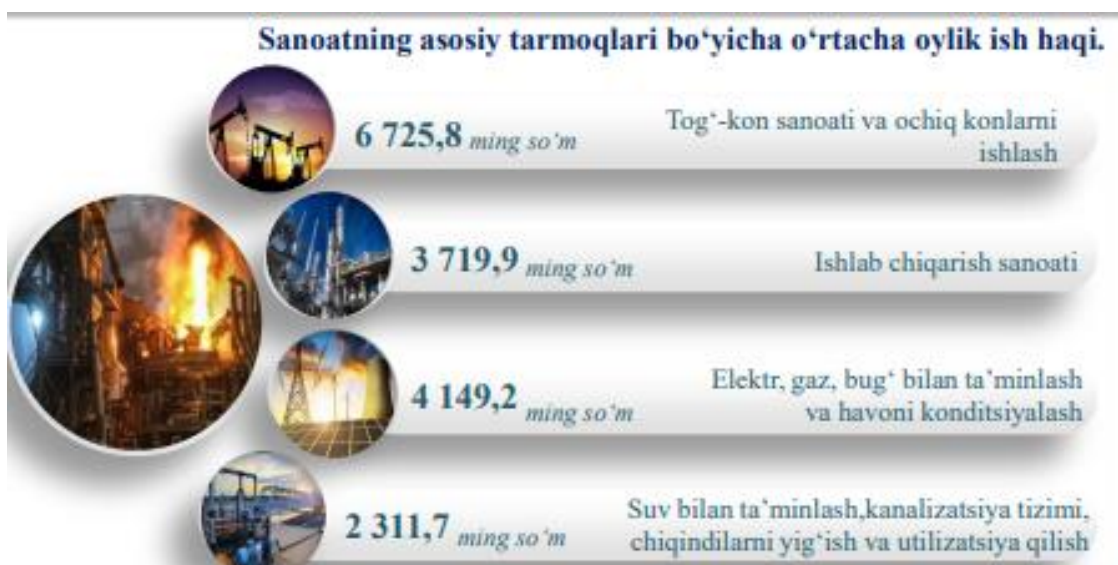 Sanoatning asosiy tarmoqlari bo‘yicha o‘rtacha oylik ish haqi.
6 725,8 ming so‘m
Tog‘-kon sanoati va ochiq konlarni
ishlash
3 719,9 ming so‘m
Ishlab chiqarish sanoati
4 149,2 ming so‘m
Elektr, gaz, bug‘ bilan ta’minlash
va havoni konditsiyalash
2 311,7 ming so‘m
Suv bilan ta’minlash,kanalizatsiya tizimi,
chiqindilarni yig‘ish va utilizatsiya qilish